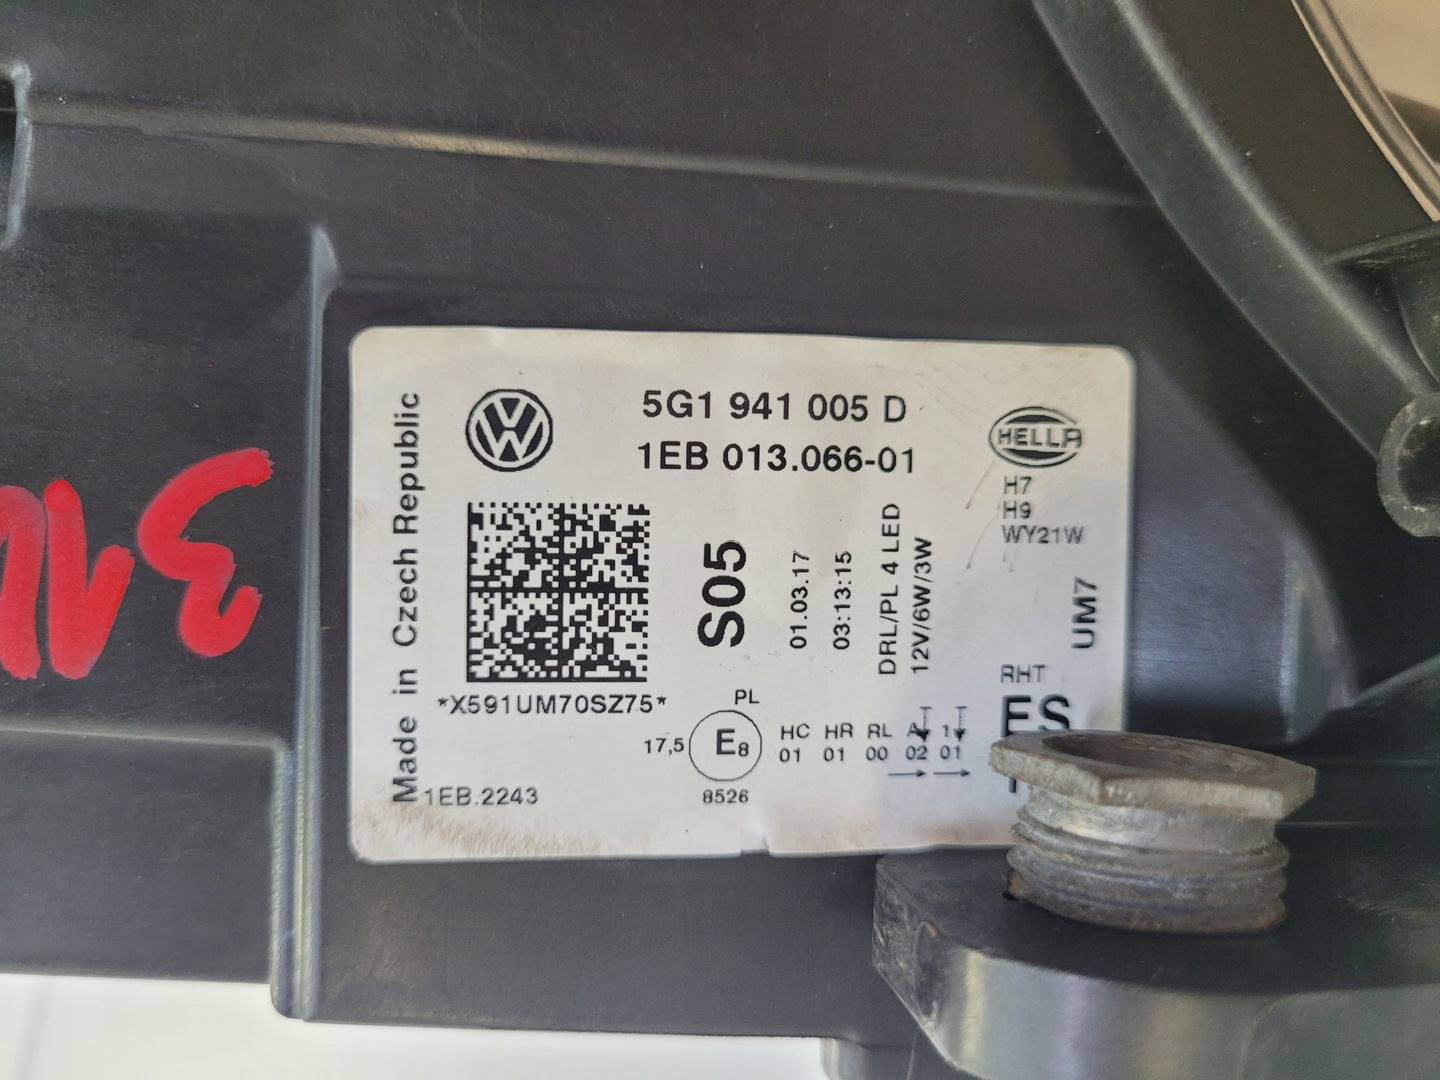 Made in Czech Republic
5G1 941 005 D
1EB 013.066-01
HELLA
H7
H9
WY21W
S05
01.03.17
03:13:15
DRL/PL 4 LED
12V/6W/3W
UM7
RHT
ES
*X591UM70SZ75*
PL
17,5 E8
HC HR RL A 1
01 01 00 02 01
1EB.2243
8526